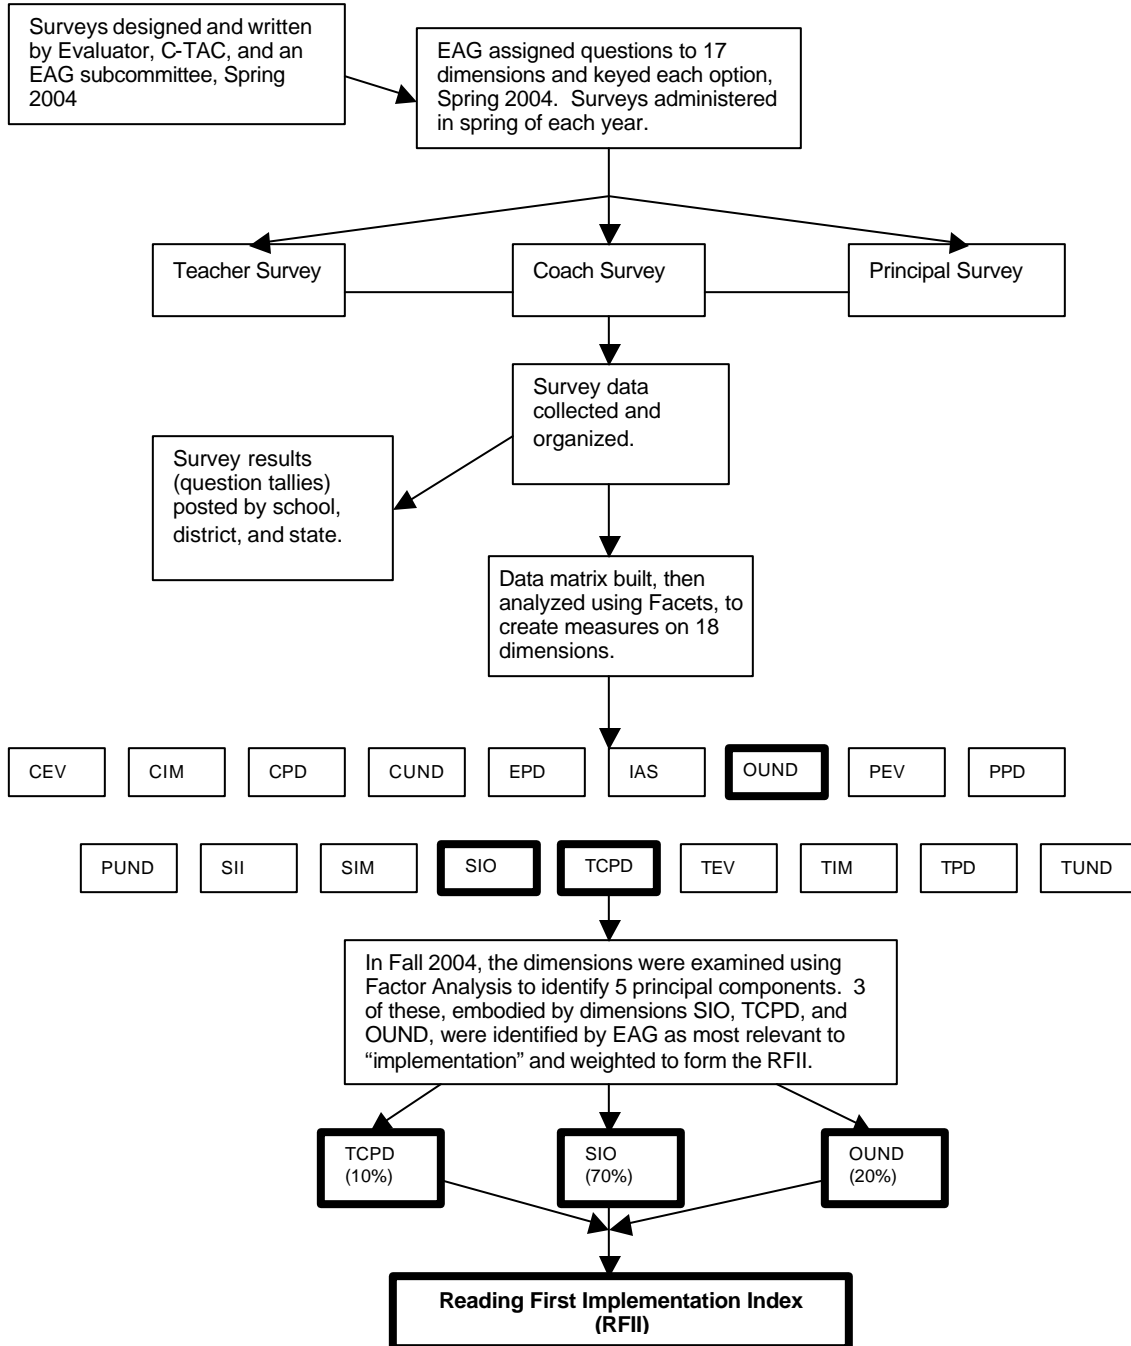 Surveys designed and written
by Evaluator, C-TAC, and an
EAG subcommittee, Spring
2004
EAG assigned questions to 17
dimensions and keyed each option,
Spring 2004.  Surveys administered
in spring of each year.
Teacher Survey
Coach Survey
Principal Survey
Survey data
collected and
organized.
Survey results
(question tallies)
posted by school,
district, and state.
Data matrix built, then
analyzed using Facets, to
create measures on 18
dimensions.
CEV
CIM
CPD
CUND
EPD
IAS
OUND
PEV
PPD
PUND
SII
SIM
SIO
TCPD
TEV
TIM
TPD
TUND
In Fall 2004, the dimensions were examined using
Factor Analysis to identify 5 principal components.  3
of these, embodied by dimensions SIO, TCPD, and
OUND, were identified by EAG as most relevant to
“implementation” and weighted to form the RFII.
TCPD
(10%)
SIO
(70%)
OUND
(20%)
Reading First Implementation Index
(RFII)